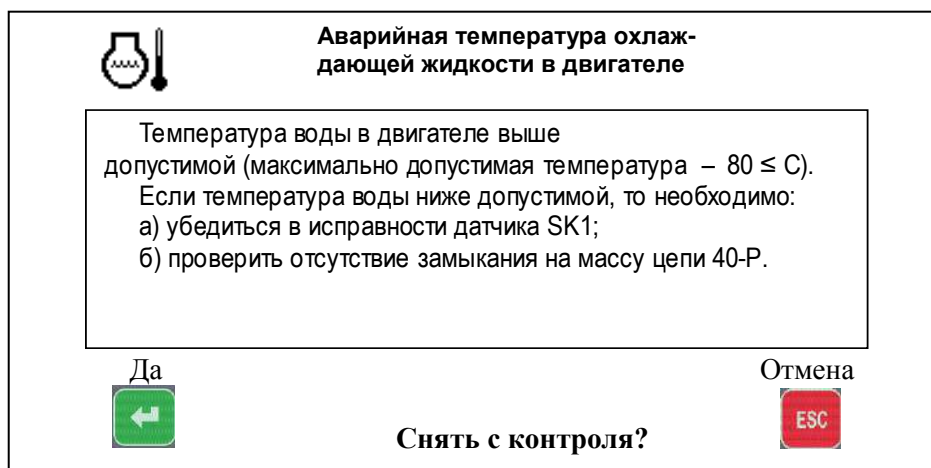 Аварийная температура охлаж-
дающей жидкости в двигателе
Температура воды в двигателе выше
допустимой (максимально допустимая температура – 80 ≤ С).
Если температура воды ниже допустимой, то необходимо:
а) убедиться в исправности датчика SK1;
б) проверить отсутствие замыкания на массу цепи 40-Р.
Да
Отмена
ESC
Снять с контроля?